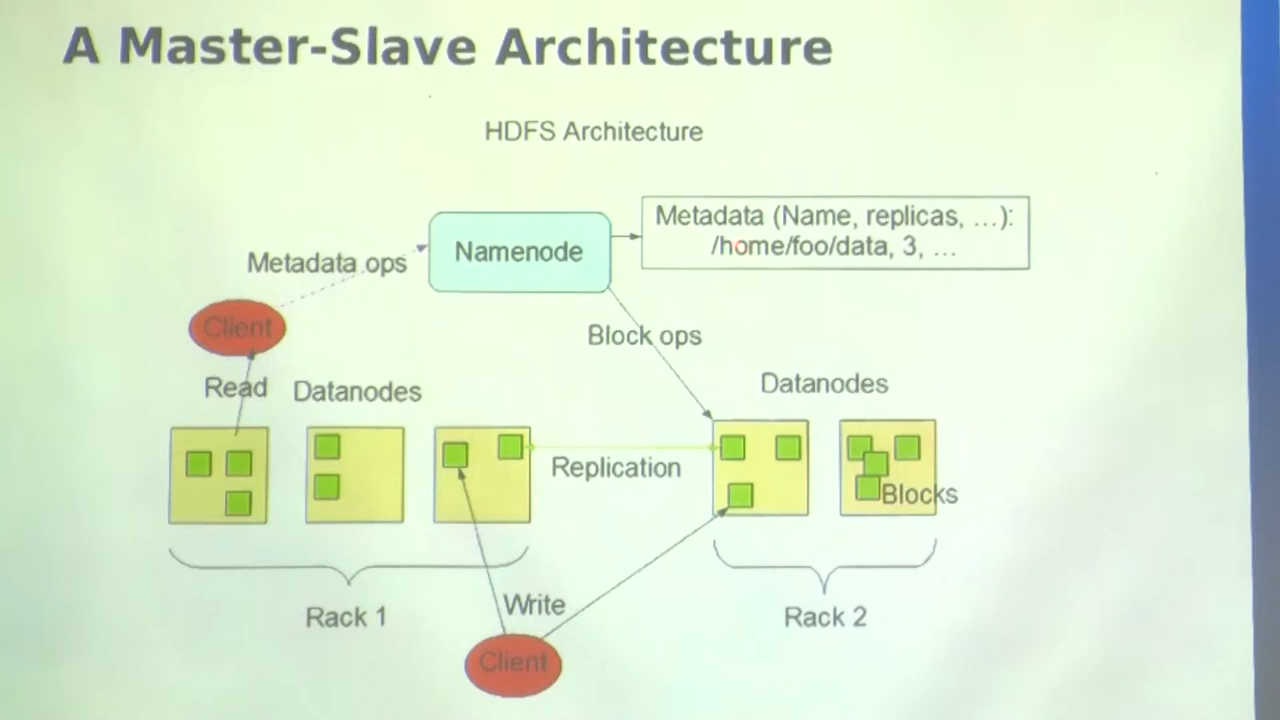 A Master-Slave Architecture
HDFS Architecture
Metadata (Name, replicas, ...):
/home/foo/data, 3, ...
Namenode
Metadata ops
Client
Block ops
Read
Datanodes
Datanodes
Replication
Blocks
Write
Rack 1
Rack 2
Client